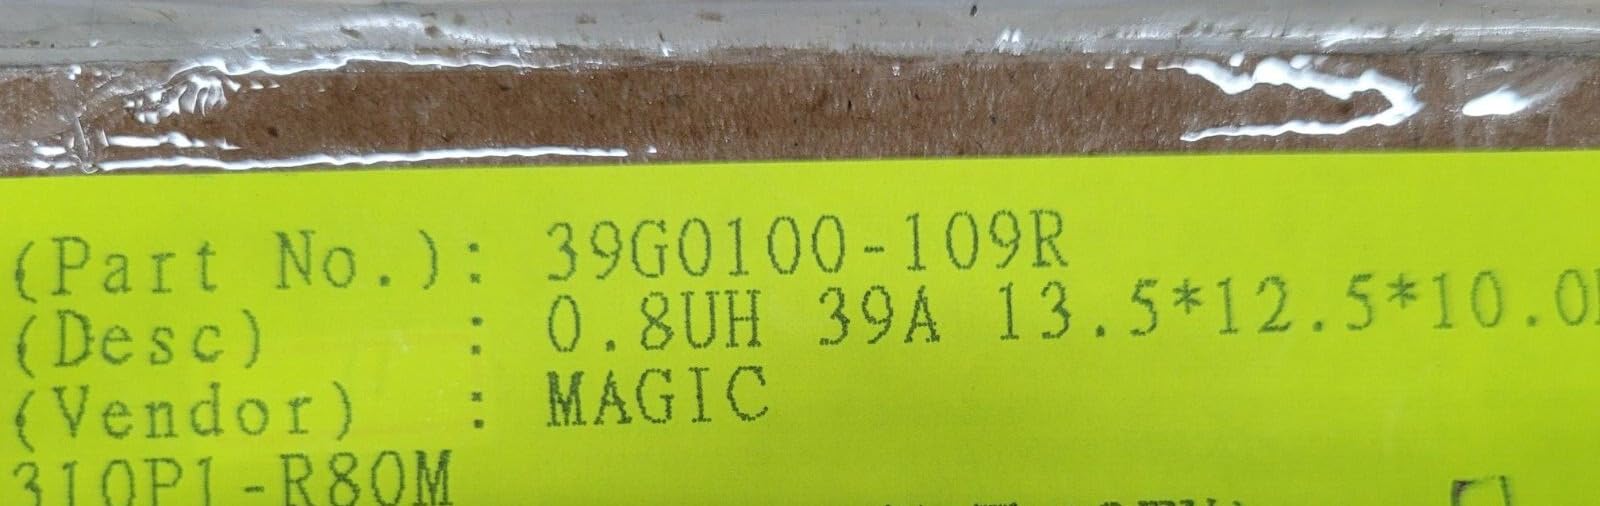 (Part No.): 39G0100-109R
(Desc) : 0.8UH 39A 13.5*12.5*10.0
(Vendor) : MAGIC
310P1-R80M